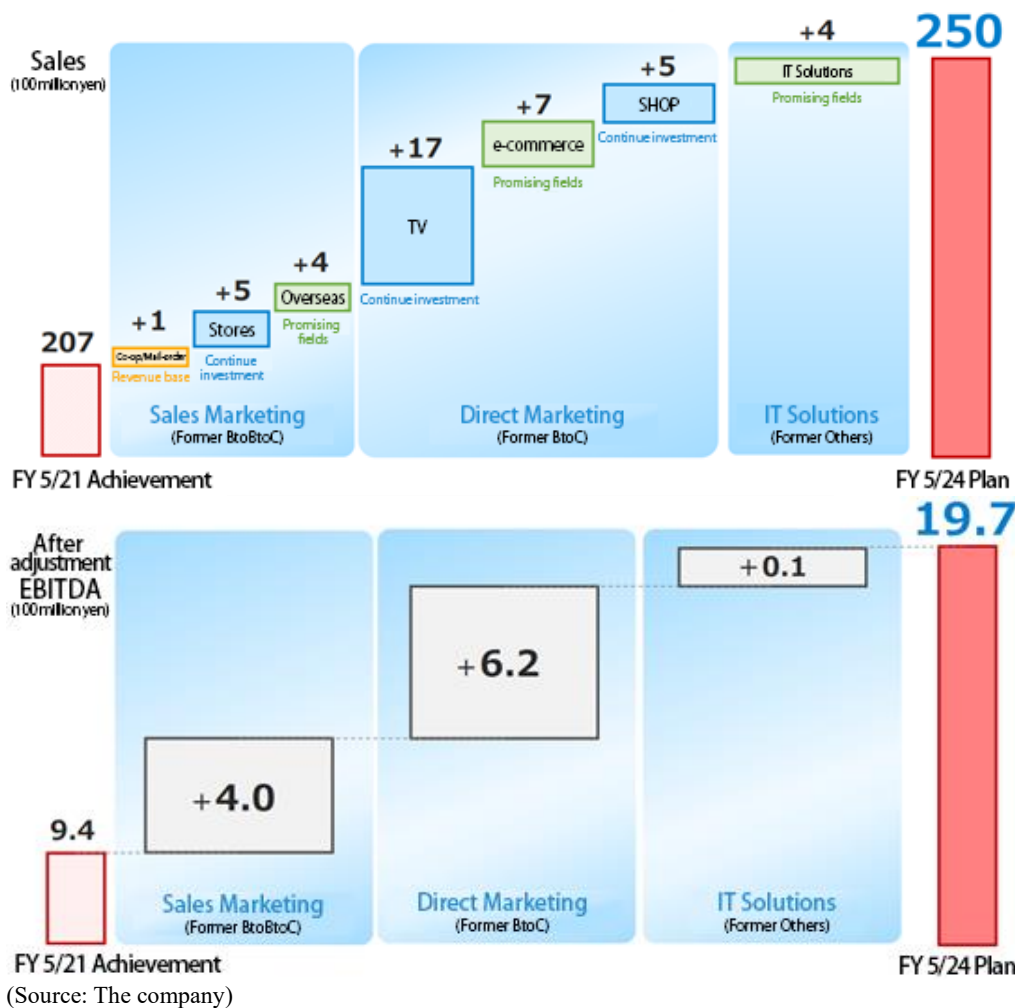 Sales
(100 million yen)
207
+1
Co-op/Mail-order
Revenue base
+5
Stores
Continue
investment
+4
Overseas
Promising
fields
Sales Marketing
(Former BtoBtoC)
+17
TV
Continue investment
+7
e-commerce
Promising fields
+5
SHOP
Continue investment
Direct Marketing
(Former BtoC)
+4
IT Solutions
Promising fields
IT Solutions
(Former Others)
250
FY 5/21 Achievement
FY 5/24 Plan
After
adjustment
EBITDA
(100 million yen)
9.4
+4.0
Sales Marketing
(Former BtoBtoC)
+6.2
Direct Marketing
(Former BtoC)
+0.1
IT Solutions
(Former Others)
19.7
FY 5/21 Achievement
FY 5/24 Plan
(Source: The company)